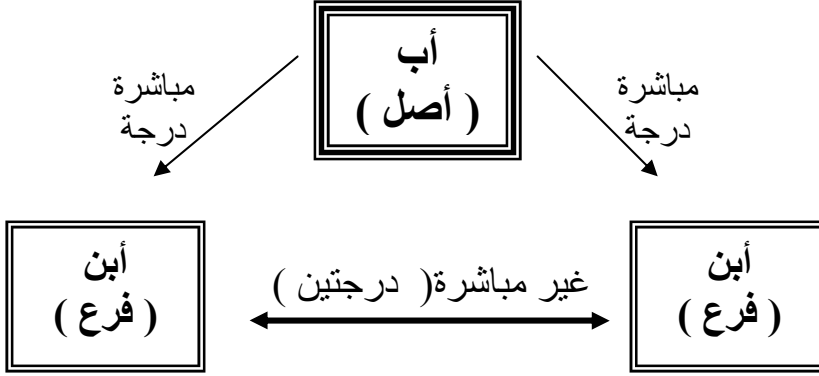 أب
( أصل )
مباشرة
درجة
مباشرة
درجة
أبن
( فرع )
غير مباشرة( درجتين )
أبن
( فرع )